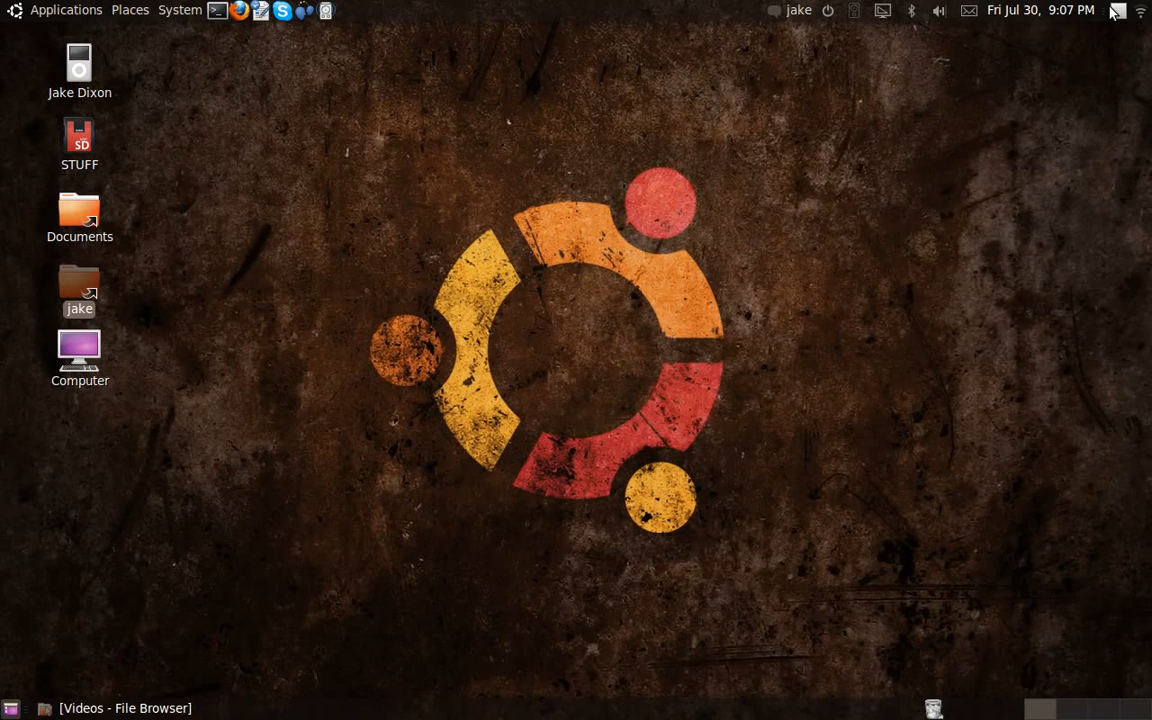 Applications Places System jake Fri Jul 30, 9:07 PM
Jake Dixon
SD
STUFF
Documents
jake
Computer
[Videos - File Browser]